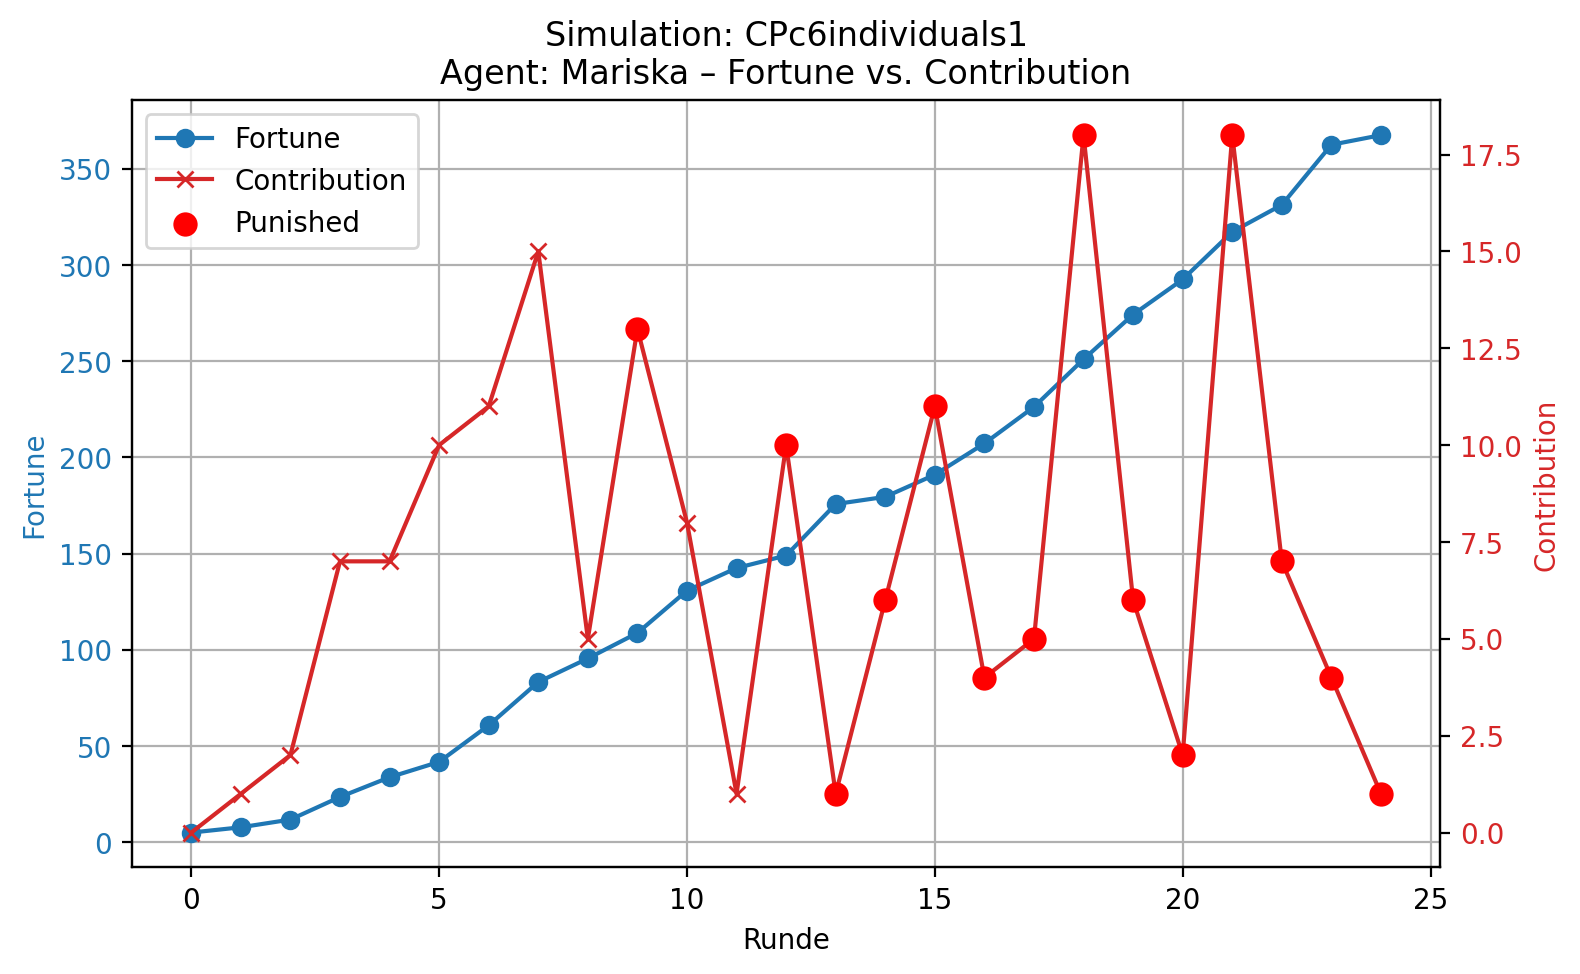 Simulation: CPc6individuals1
Agent: Mariska – Fortune vs. Contribution
Fortune
Contribution
Punished
350
300
250
200
150
100
50
0
Fortune
17.5
15.0
12.5
10.0
7.5
5.0
2.5
0.0
Contribution
0 5 10 15 20 25
Runde